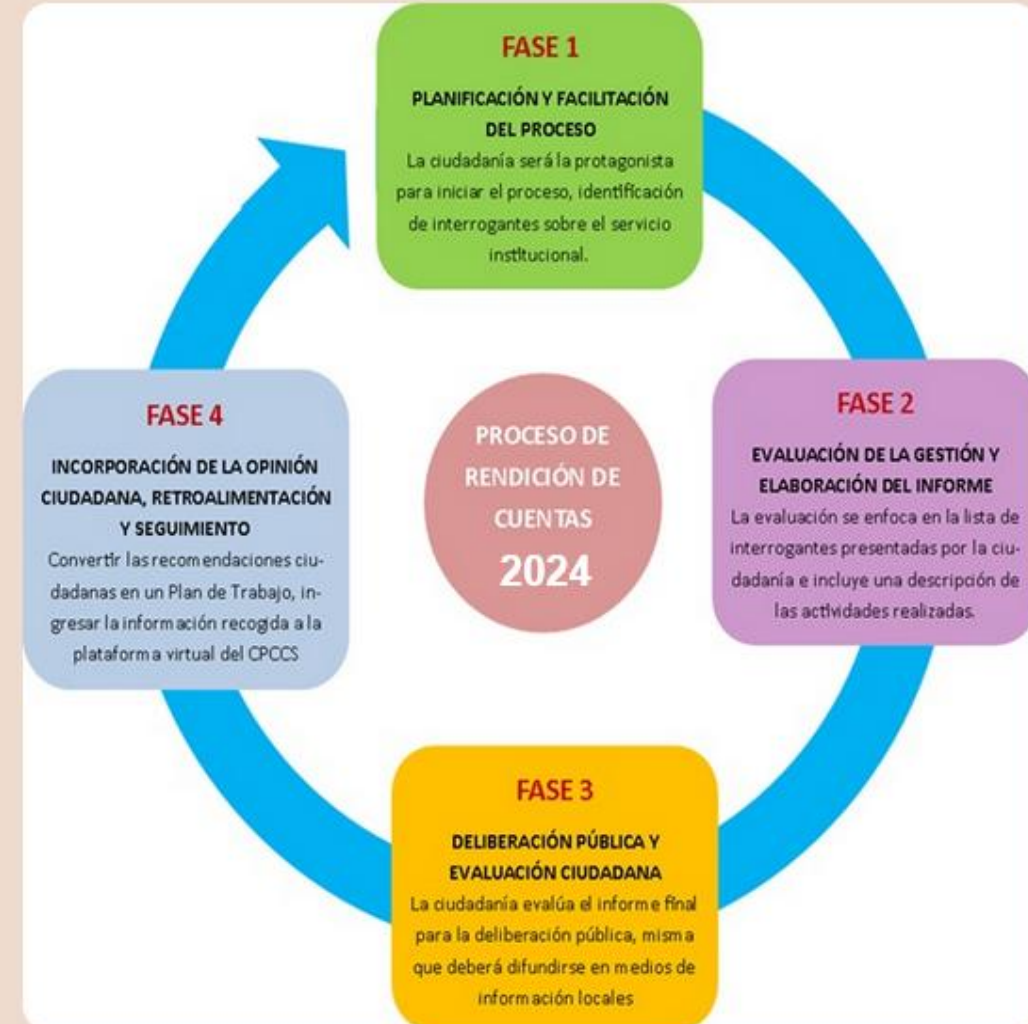 FASE 1
PLANIFICACIÓN Y FACILITACIÓN
DEL PROCESO
La ciudadanía será la protagonista
para iniciar el proceso, identificación
de interrogantes sobre el servicio
institucional.
FASE 2
EVALUACIÓN DE LA GESTIÓN Y
ELABORACIÓN DEL INFORME
La evaluación se enfoca en la lista de
interrogantes presentadas por la ciu-
dadanía e incluye una descripción de
las actividades realizadas.
FASE 3
DELIBERACIÓN PÚBLICA Y
EVALUACIÓN CIUDADANA
La ciudadanía evalúa el informe final
para la deliberación pública, misma
que deberá difundirse en medios de
información locales
FASE 4
INCORPORACIÓN DE LA OPINIÓN
CIUDADANA, RETROALIMENTACIÓN
Y SEGUIMIENTO
Convertir las recomendaciones ciu-
dadanas en un Plan de Trabajo, in-
gresar la información recogida a la
plataforma virtual del CPCCS
PROCESO DE
RENDICIÓN DE
CUENTAS
2024